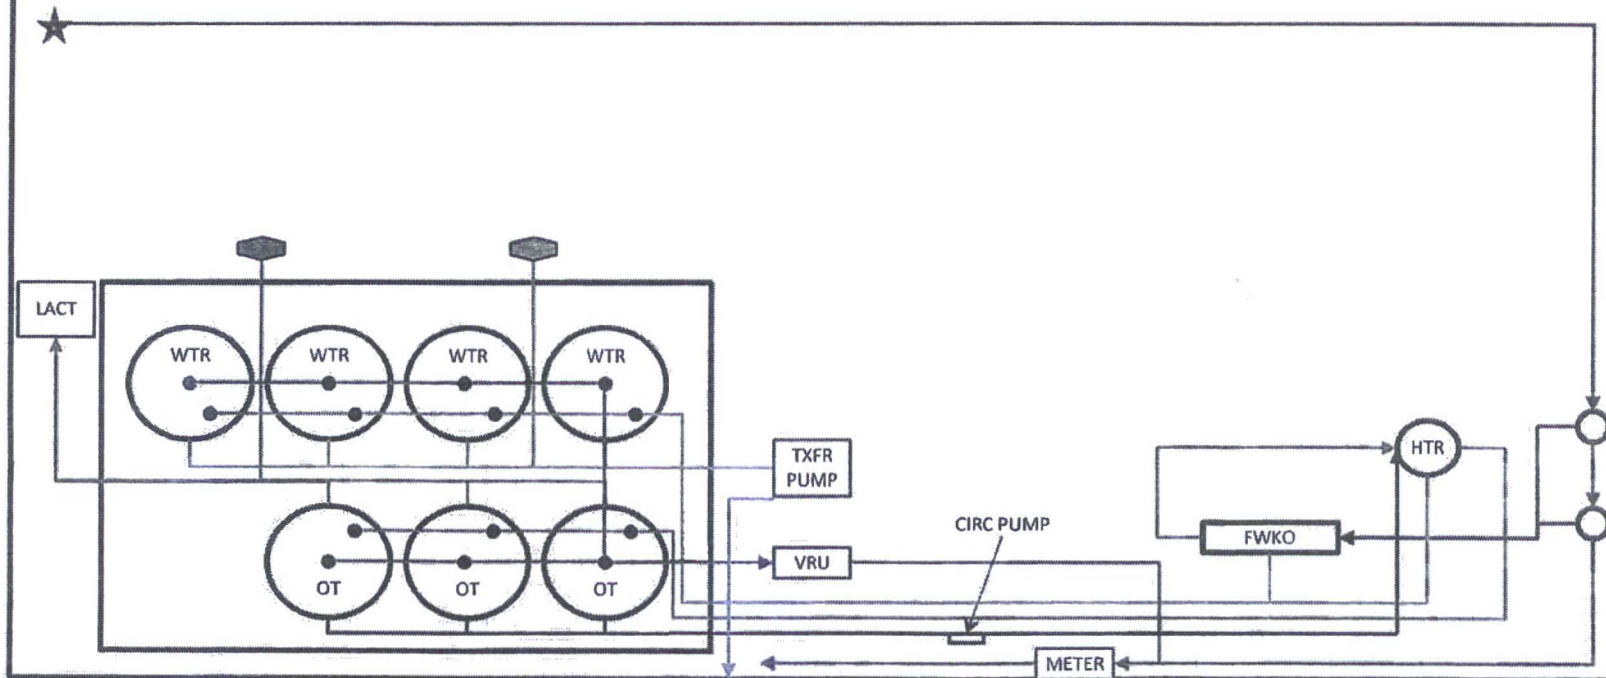 LACT
WTR
WTR
WTR
WTR
TXFR
PUMP
HTR
CIRC PUMP
FWKO
VRU
OT
OT
OT
METER